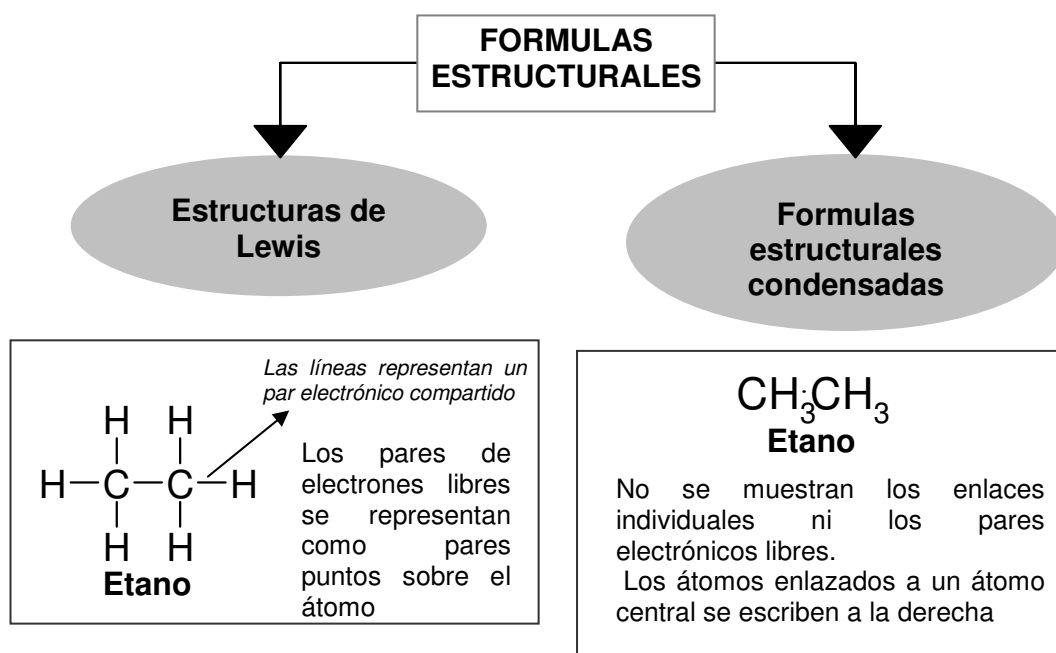 FORMULAS
ESTRUCTURALES
Estructuras de
Lewis
Formulas
estructurales
condensadas
Las líneas representan un
par electrónico compartido
H H
H C C H
H H
Etano
Los pares de
electrones libres
se representan
como pares
puntos sobre el
átomo
CH3CH3
Etano
No se muestran los enlaces
individuales ni los pares
electrónicos libres.
Los átomos enlazados a un átomo
central se escriben a la derecha